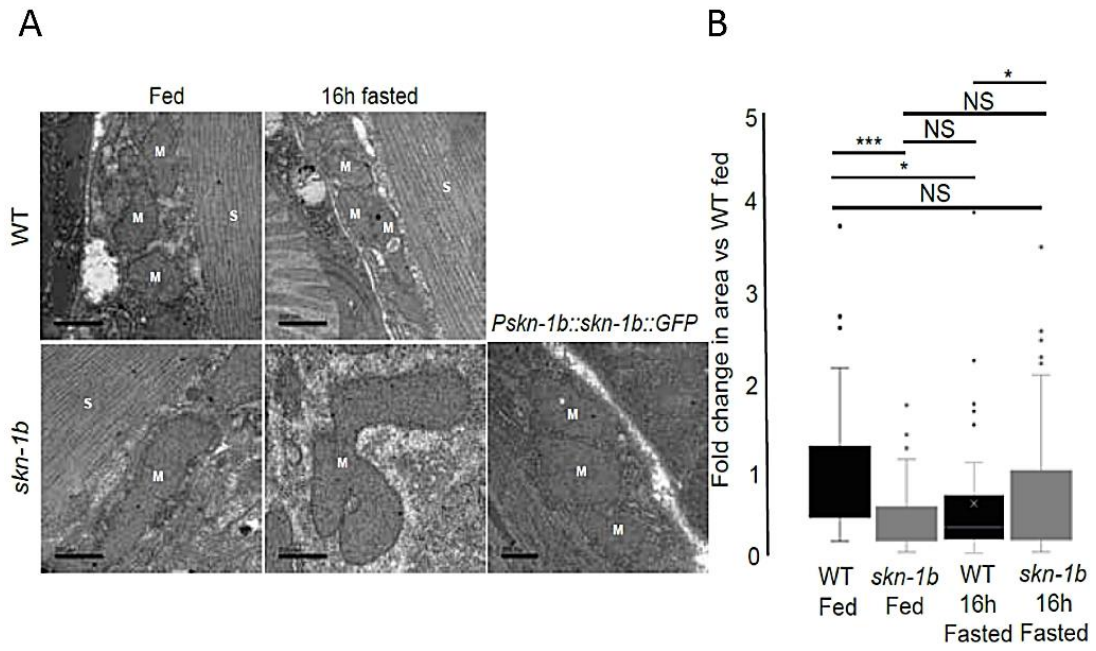 A
B
Fed
16h fasted
WT
M
M
M
S
M
M
M
S
skn-1b
S
M
M
Pskn-1b::skn-1b::GFP
M
M
M
Fold change in area vs WT fed
5
4
3
2
1
0
*
NS
NS
***
*
NS
WT
Fed
skn-1b
Fed
WT
16h
Fasted
skn-1b
16h
Fasted